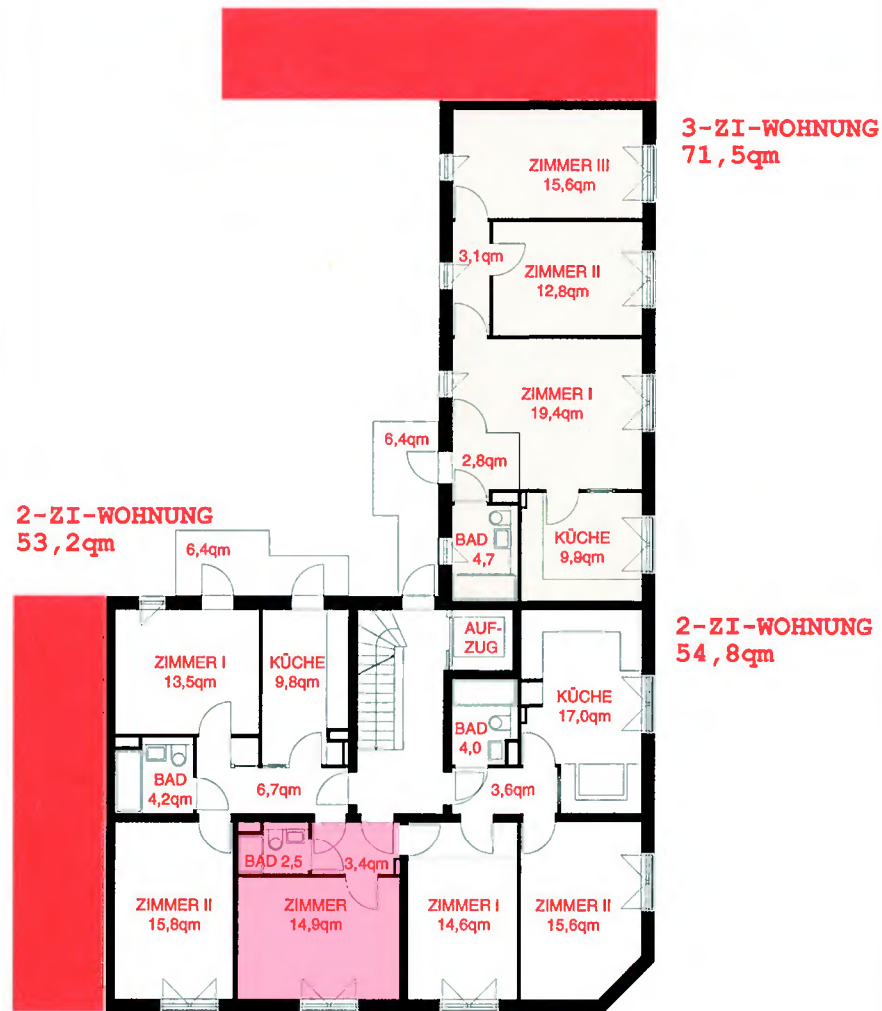 3-ZI-WOHNUNG
71,5qm
ZIMMER III
15,6qm
3,1qm
ZIMMER II
12,8qm
ZIMMER I
19,4qm
6,4qm
2,8qm
BAD
4,7
KÜCHE
9,9qm
2-ZI-WOHNUNG
53,2qm
6,4qm
ZIMMER I
13,5qm
KÜCHE
9,8qm
AUF-
ZUG
2-ZI-WOHNUNG
54,8qm
KÜCHE
17,0qm
BAD
4,0
BAD
4,2qm
6,7qm
3,6qm
BAD 2,5
3,4qm
ZIMMER II
15,8qm
ZIMMER
14,9qm
ZIMMER I
14,6qm
ZIMMER II
15,6qm